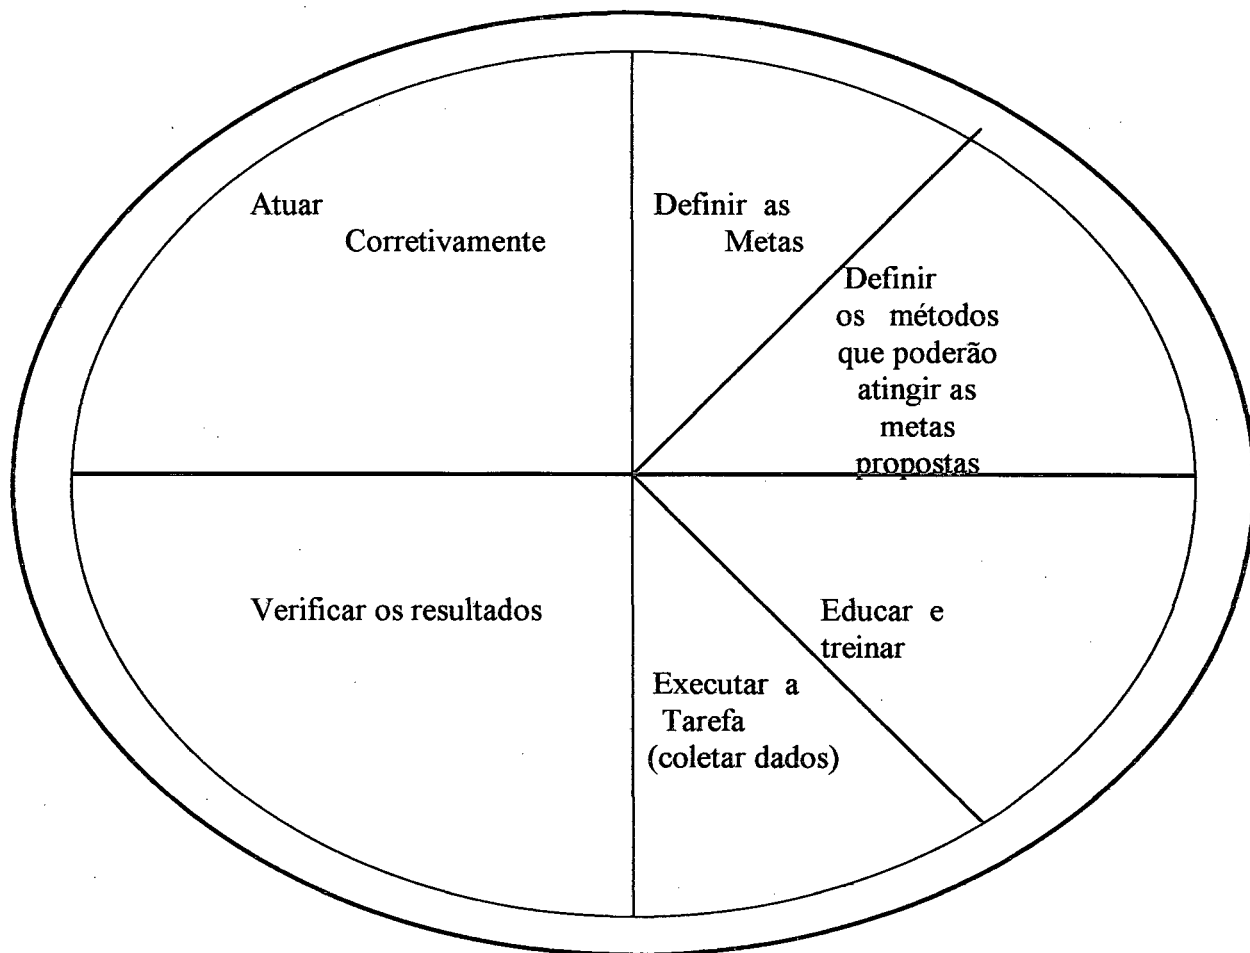 Atuar
Corretivamente
Definir as
Metas
Definir
os métodos
que poderão
atingir as
metas
propostas
Verificar os resultados
Educar e
treinar
Executar a
Tarefa
(coletar dados)